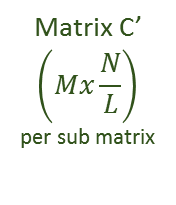 Matrix C’
(Mx N/L)
per sub matrix